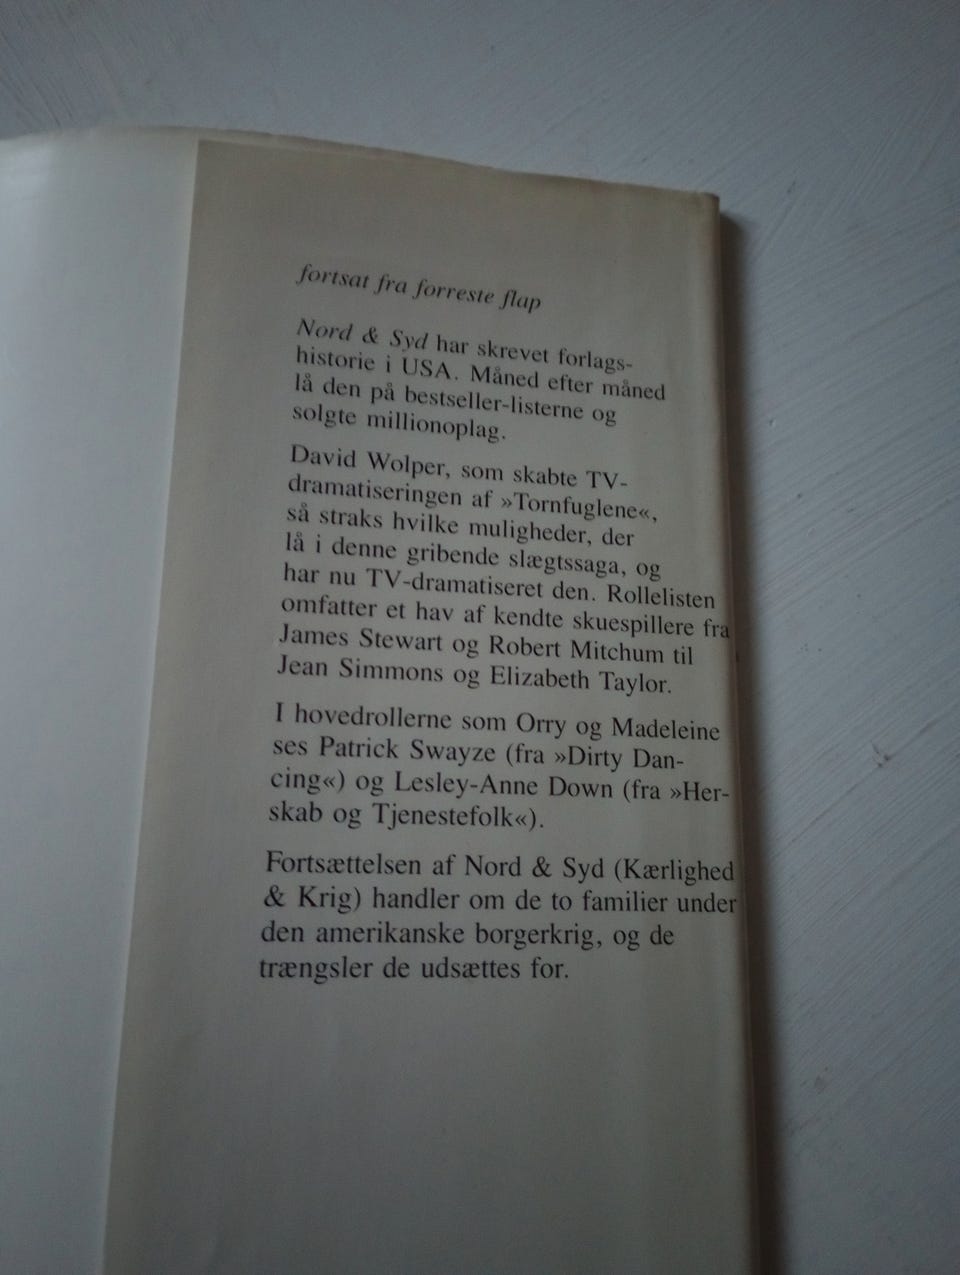 fortsat fra forreste flap
Nord & Syd har skrevet forlags-
historie i USA. Måned efter måned
lå den på bestseller-listerne og
solgte millionoplag.
David Wolper, som skabte TV-
dramatiseringen af »Tornfuglene«,
så straks hvilke muligheder, der
lå i denne gribende slægtssaga, og
har nu TV-dramatiseret den. Rollelisten
omfatter et hav af kendte skuespillere fra
James Stewart og Robert Mitchum til
Jean Simmons og Elizabeth Taylor.
I hovedrollerne som Orry og Madeleine
ses Patrick Swayze (fra »Dirty Dan-
cing«) og Lesley-Anne Down (fra »Her-
skab og Tjenestefolk«).
Fortsættelsen af Nord & Syd (Kærlighed
& Krig) handler om de to familier under
den amerikanske borgerkrig, og de
trængsler de udsættes for.